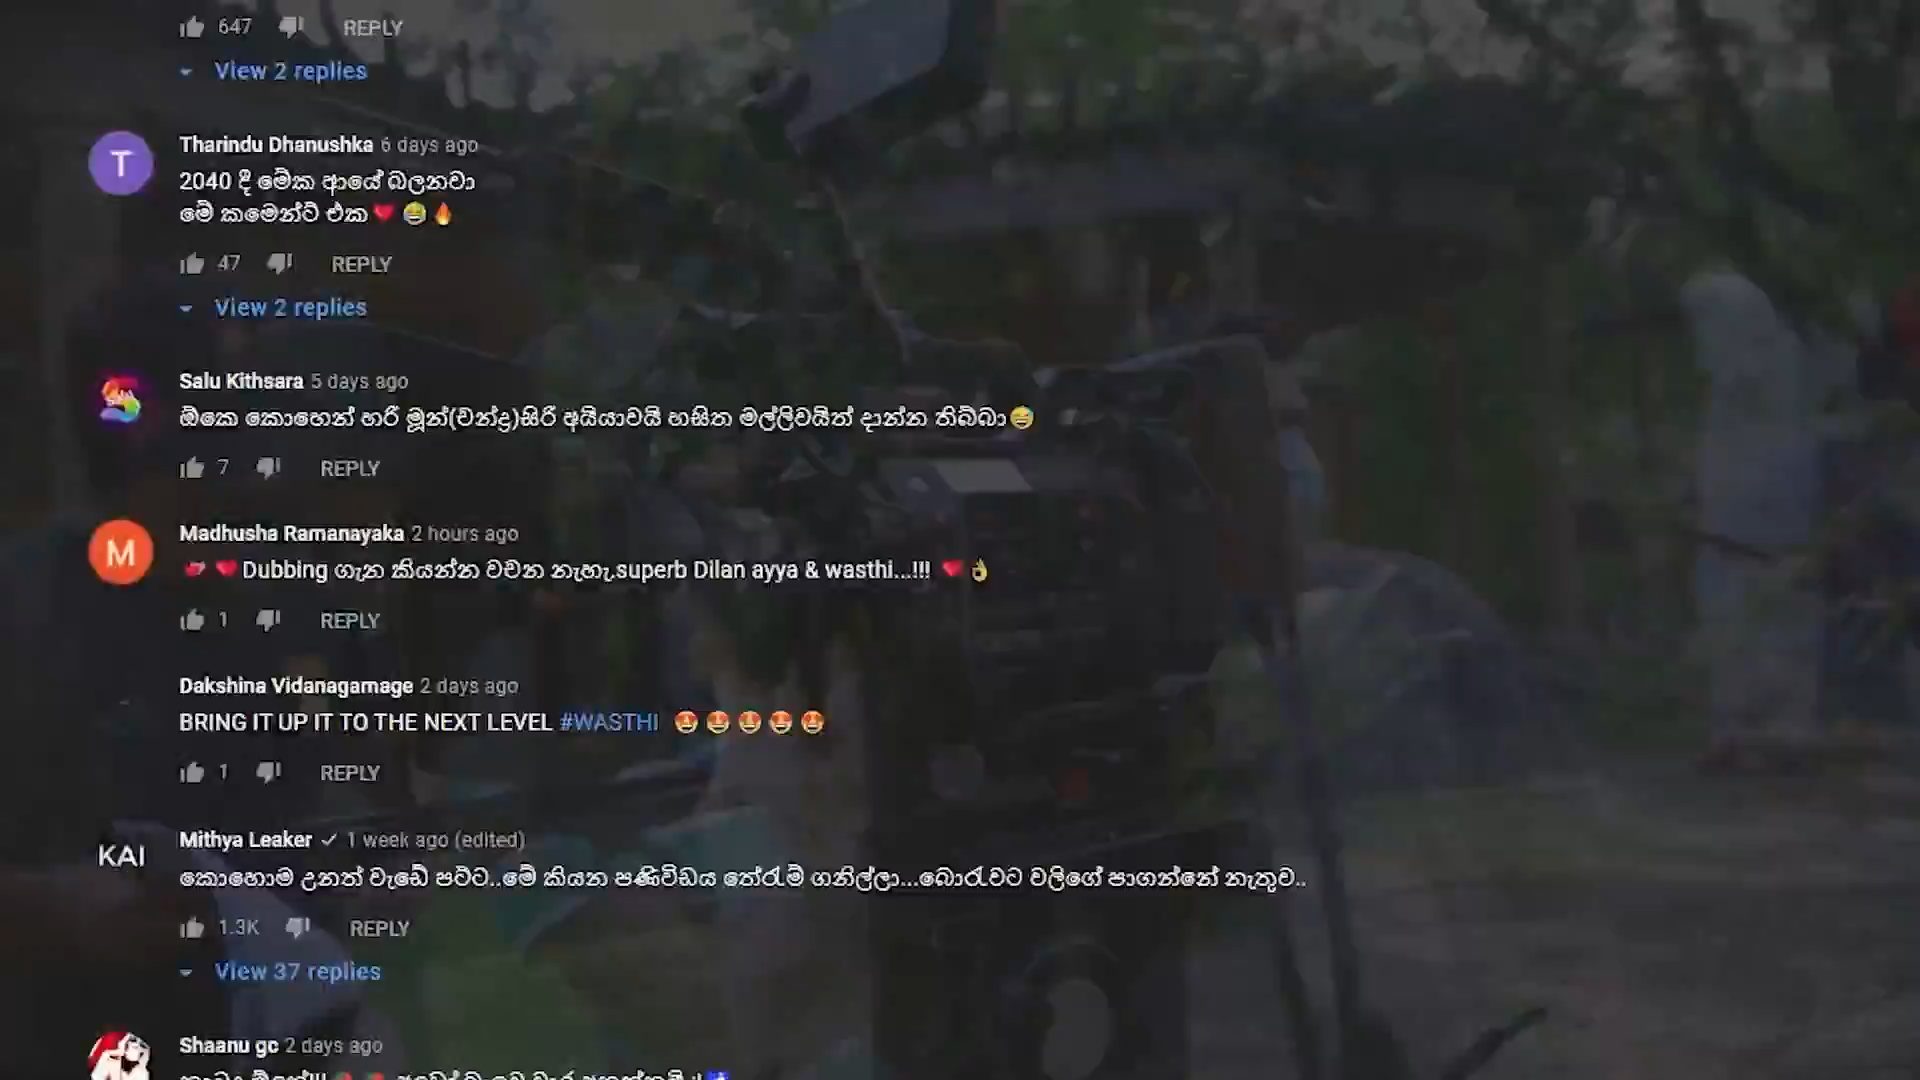 647 REPLY
View 2 replies
T
Tharindu Dhanushka 6 days ago
2040 දී මේක ආයේ බලනවා
මේ කමෙන්ට් එක❤️😂🔥
47 REPLY
View 2 replies
Salu Kithsara 5 days ago
ඕකෙ කොහෙන් හරි මූන්(චන්ද්‍ර)සිරි අයියාවයි හසිත මල්ලිවයිත් දාන්න තිබ්බා😅
7 REPLY
M
Madhusha Ramanayaka 2 hours ago
❤️Dubbing ගැන කියන්න වචන නැහැ.superb Dilan ayya & wasthi...!!! ❤️👌
1 REPLY
Dakshina Vidanagamage 2 days ago
BRING IT UP IT TO THE NEXT LEVEL #WASTHI 🤩🤩🤩🤩🤩
1 REPLY
KAI
Mithya Leaker ✓ 1 week ago (edited)
කොහොම උනත් වැඩේ පට්ට..මේ කියන පණිවිඩය තේරැම් ගනිල්ලා...බොරැවට වලිගේ පාගන්නේ නැතුව..
1.3K REPLY
View 37 replies
Shaanu gc 2 days ago